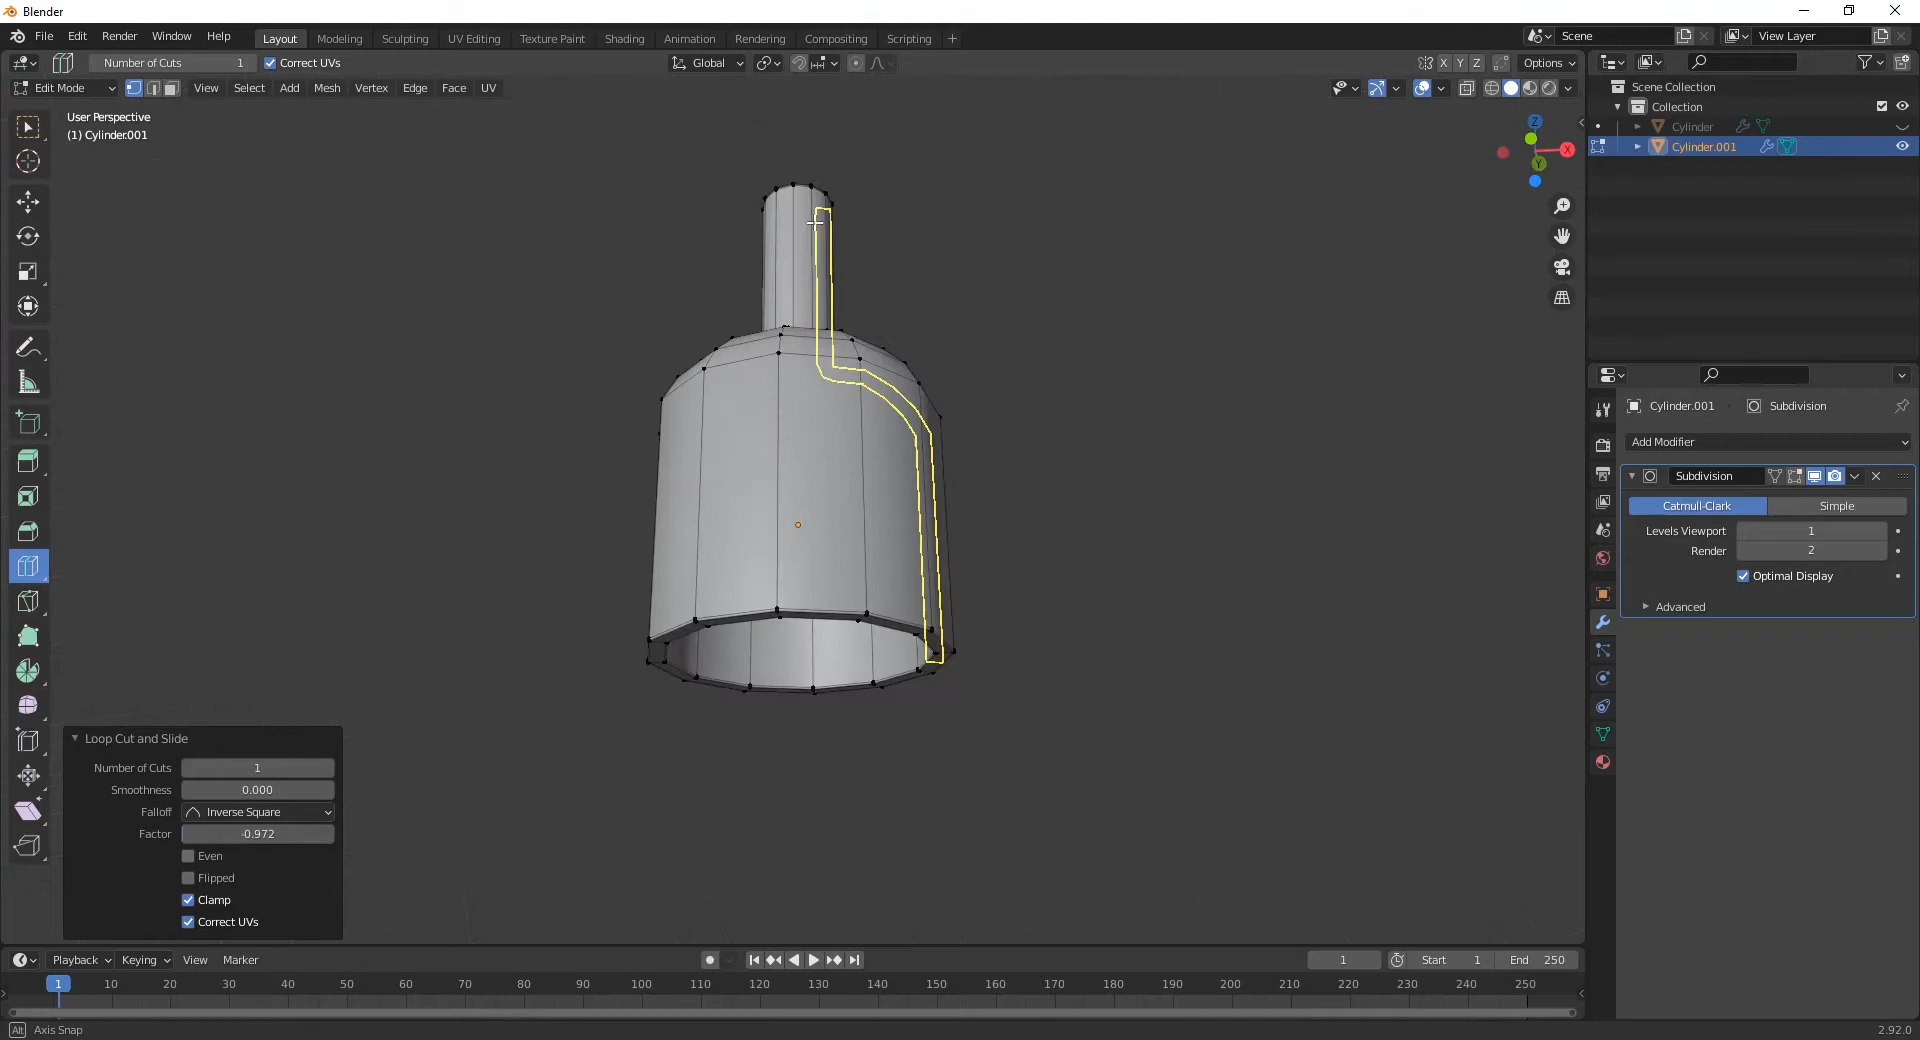 Blender
File Edit Render Window Help
Layout Modeling Sculpting UV Editing Texture Paint Shading Animation Rendering Compositing Scripting
Scene
View Layer
Number of Cuts 1
Correct UVs
Global
X Y Z
Options
Edit Mode
View Select Add Mesh Vertex Edge Face UV
User Perspective
(1) Cylinder.001
Z
X
Y
Scene Collection
Collection
Cylinder
Cylinder.001
Cylinder.001
Subdivision
Add Modifier
Subdivision
Catmull-Clark
Simple
Levels Viewport 1
Render 2
Optimal Display
Advanced
Loop Cut and Slide
Number of Cuts 1
Smoothness 0.000
Falloff Inverse Square
Factor -0.972
Even
Flipped
Clamp
Correct UVs
Playback Keying View Marker
1
Start 1
End 250
1 10 20 30 40 50 60 70 80 90 100 110 120 130 140 150 160 170 180 190 200 210 220 230 240 250
Alt Axis Snap
2.92.0